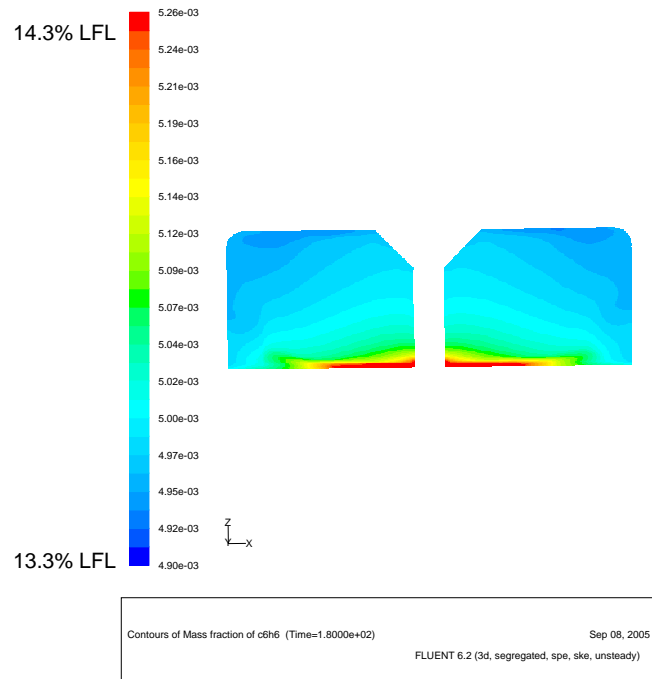 14.3% LFL
5.26e-03
5.24e-03
5.21e-03
5.19e-03
5.16e-03
5.14e-03
5.12e-03
5.09e-03
5.07e-03
5.04e-03
5.02e-03
5.00e-03
4.97e-03
4.95e-03
4.92e-03
4.90e-03
13.3% LFL
Z
Y
X
Contours of Mass fraction of c6h6 (Time=1.8000e+02)
Sep 08, 2005
FLUENT 6.2 (3d, segregated, spe, ske, unsteady)